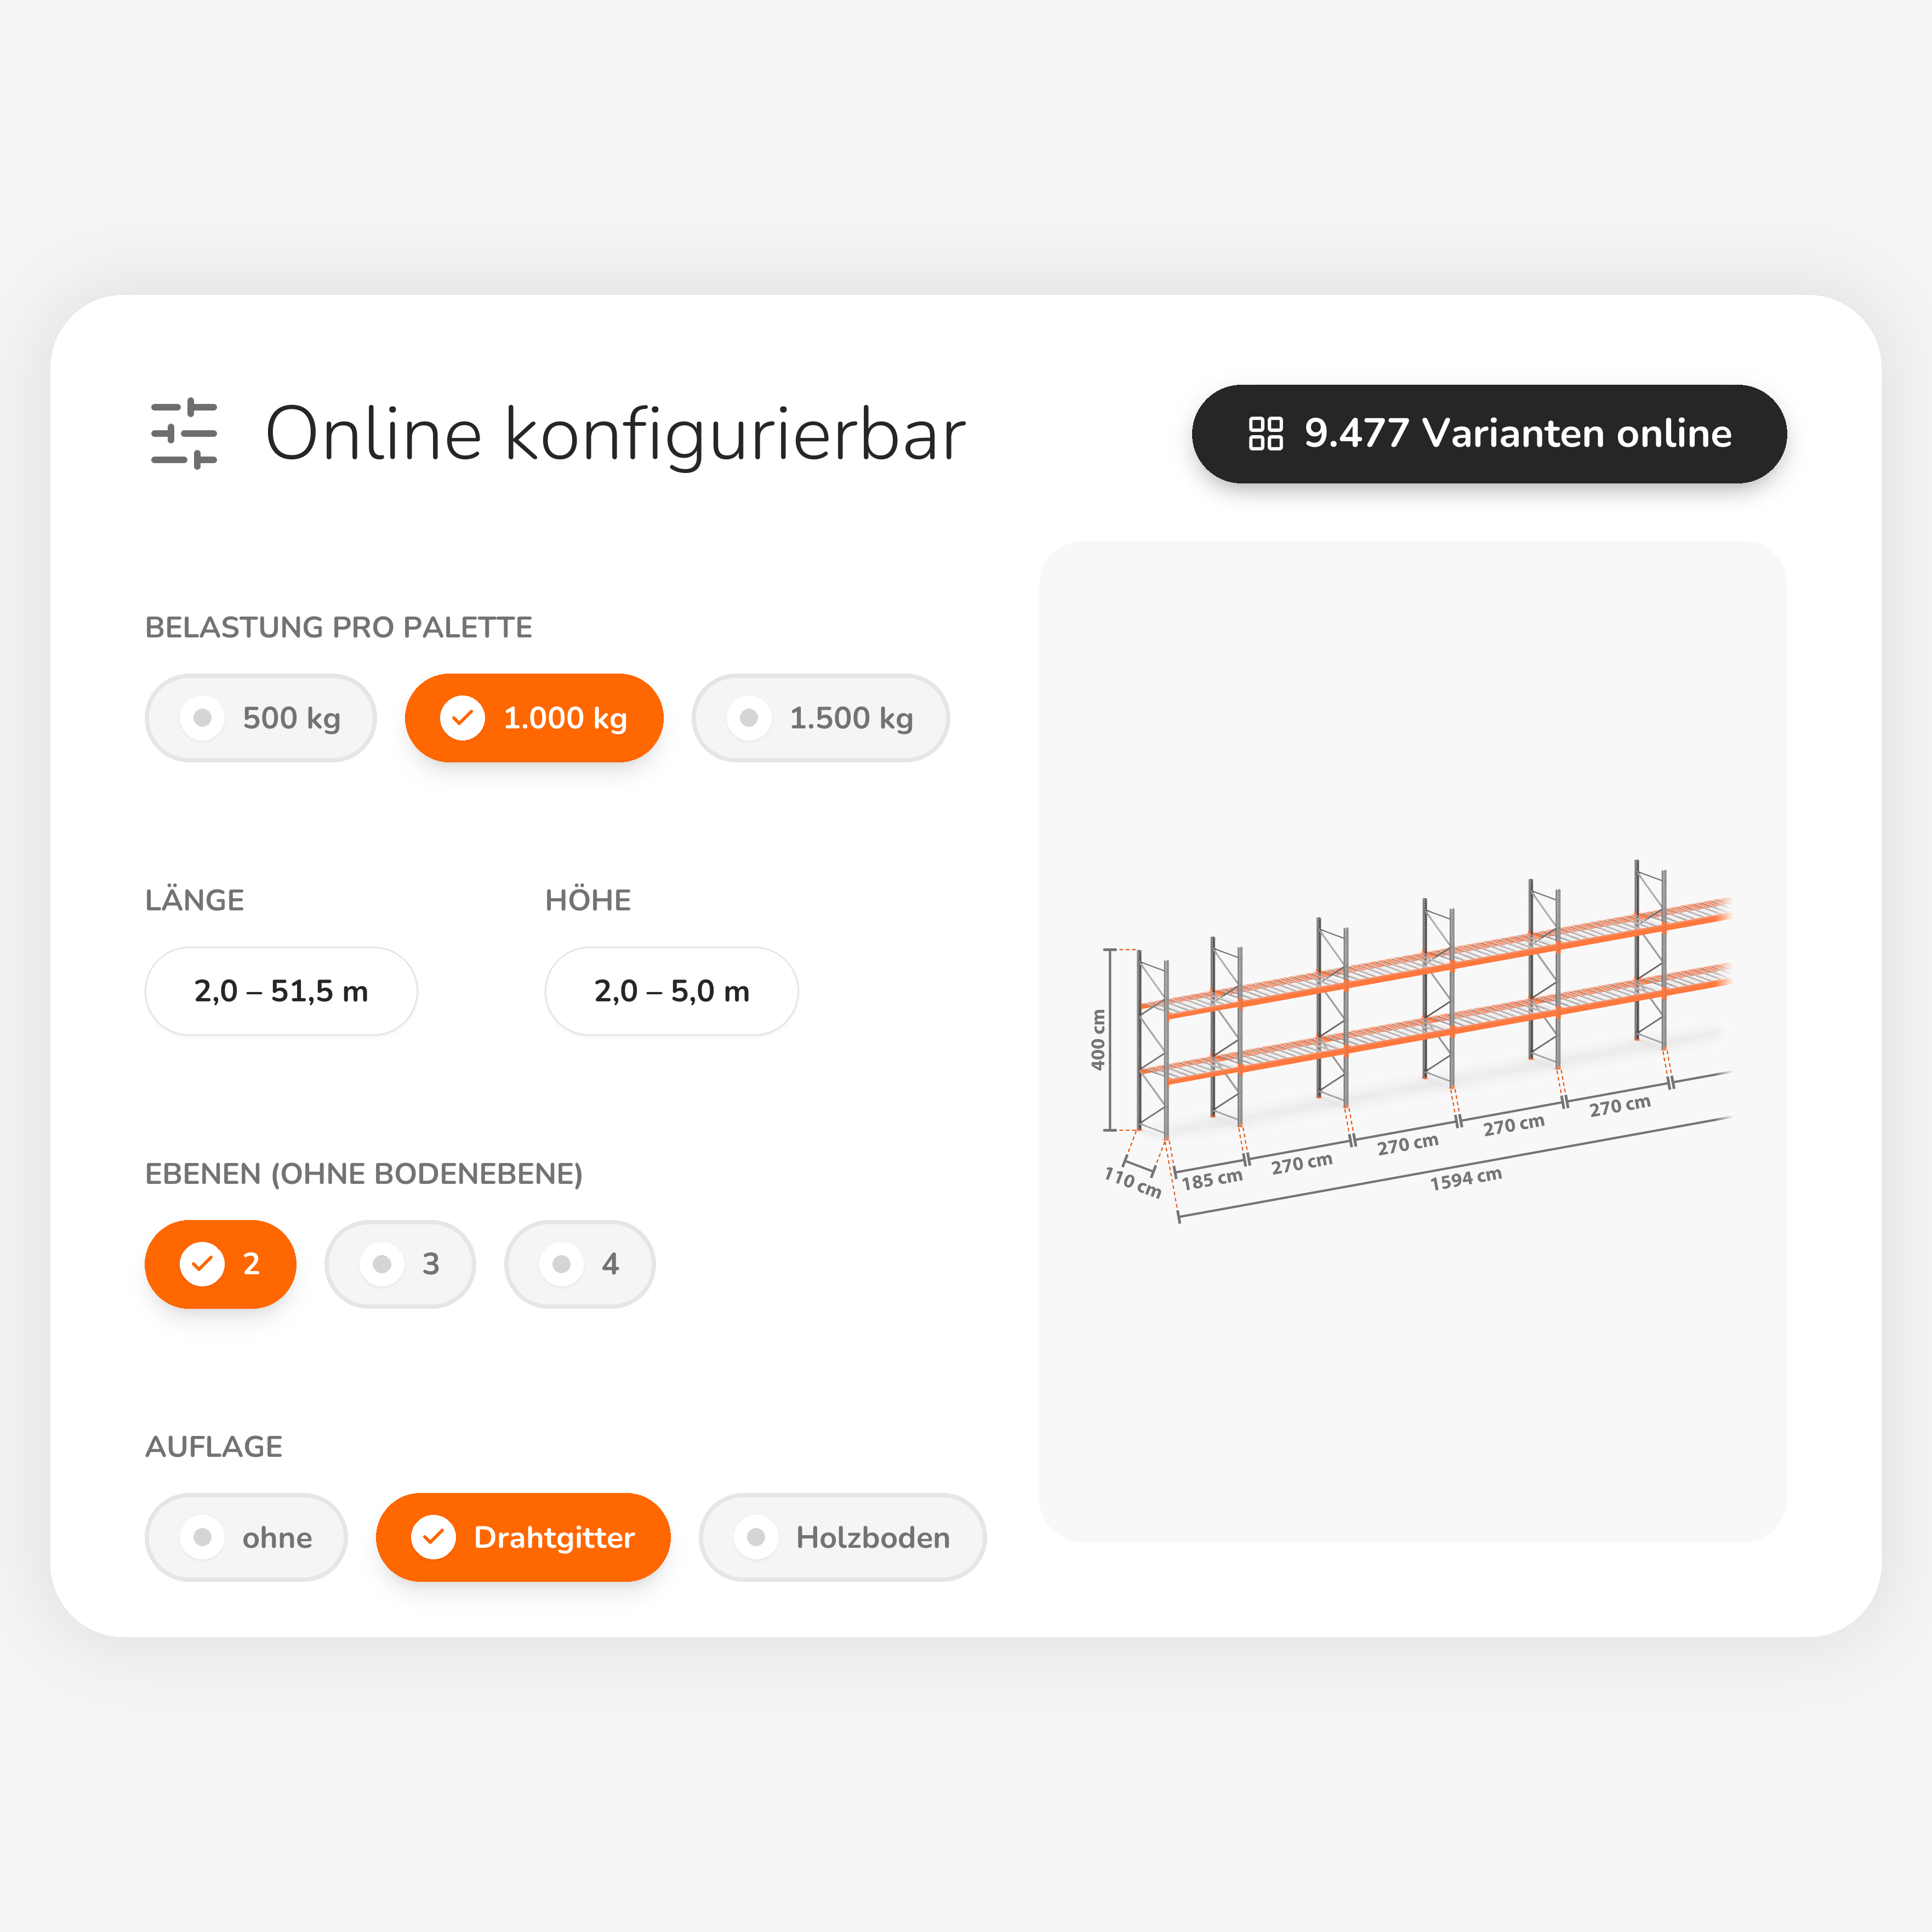 Online konfigurierbar
9.477 Varianten online
BELASTUNG PRO PALETTE
500 kg
1.000 kg
1.500 kg
LÄNGE
HÖHE
2,0 – 51,5 m
2,0 – 5,0 m
EBENEN (OHNE BODENEBENE)
2
3
4
AUFLAGE
ohne
Drahtgitter
Holzboden
400 cm
110 cm
185 cm
270 cm
270 cm
270 cm
270 cm
1594 cm